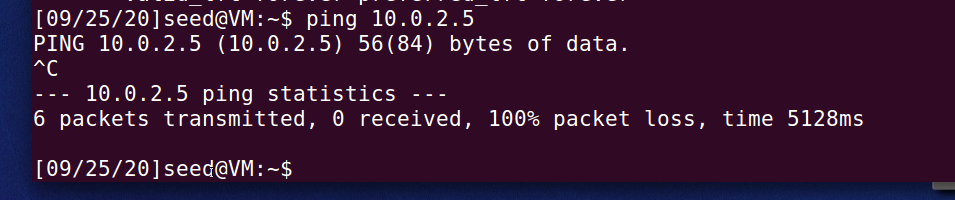 [09/25/20]seed@VM:~$ ping 10.0.2.5
PING 10.0.2.5 (10.0.2.5) 56(84) bytes of data.
^C
--- 10.0.2.5 ping statistics ---
6 packets transmitted, 0 received, 100% packet loss, time 5128ms
[09/25/20]seed@VM:~$